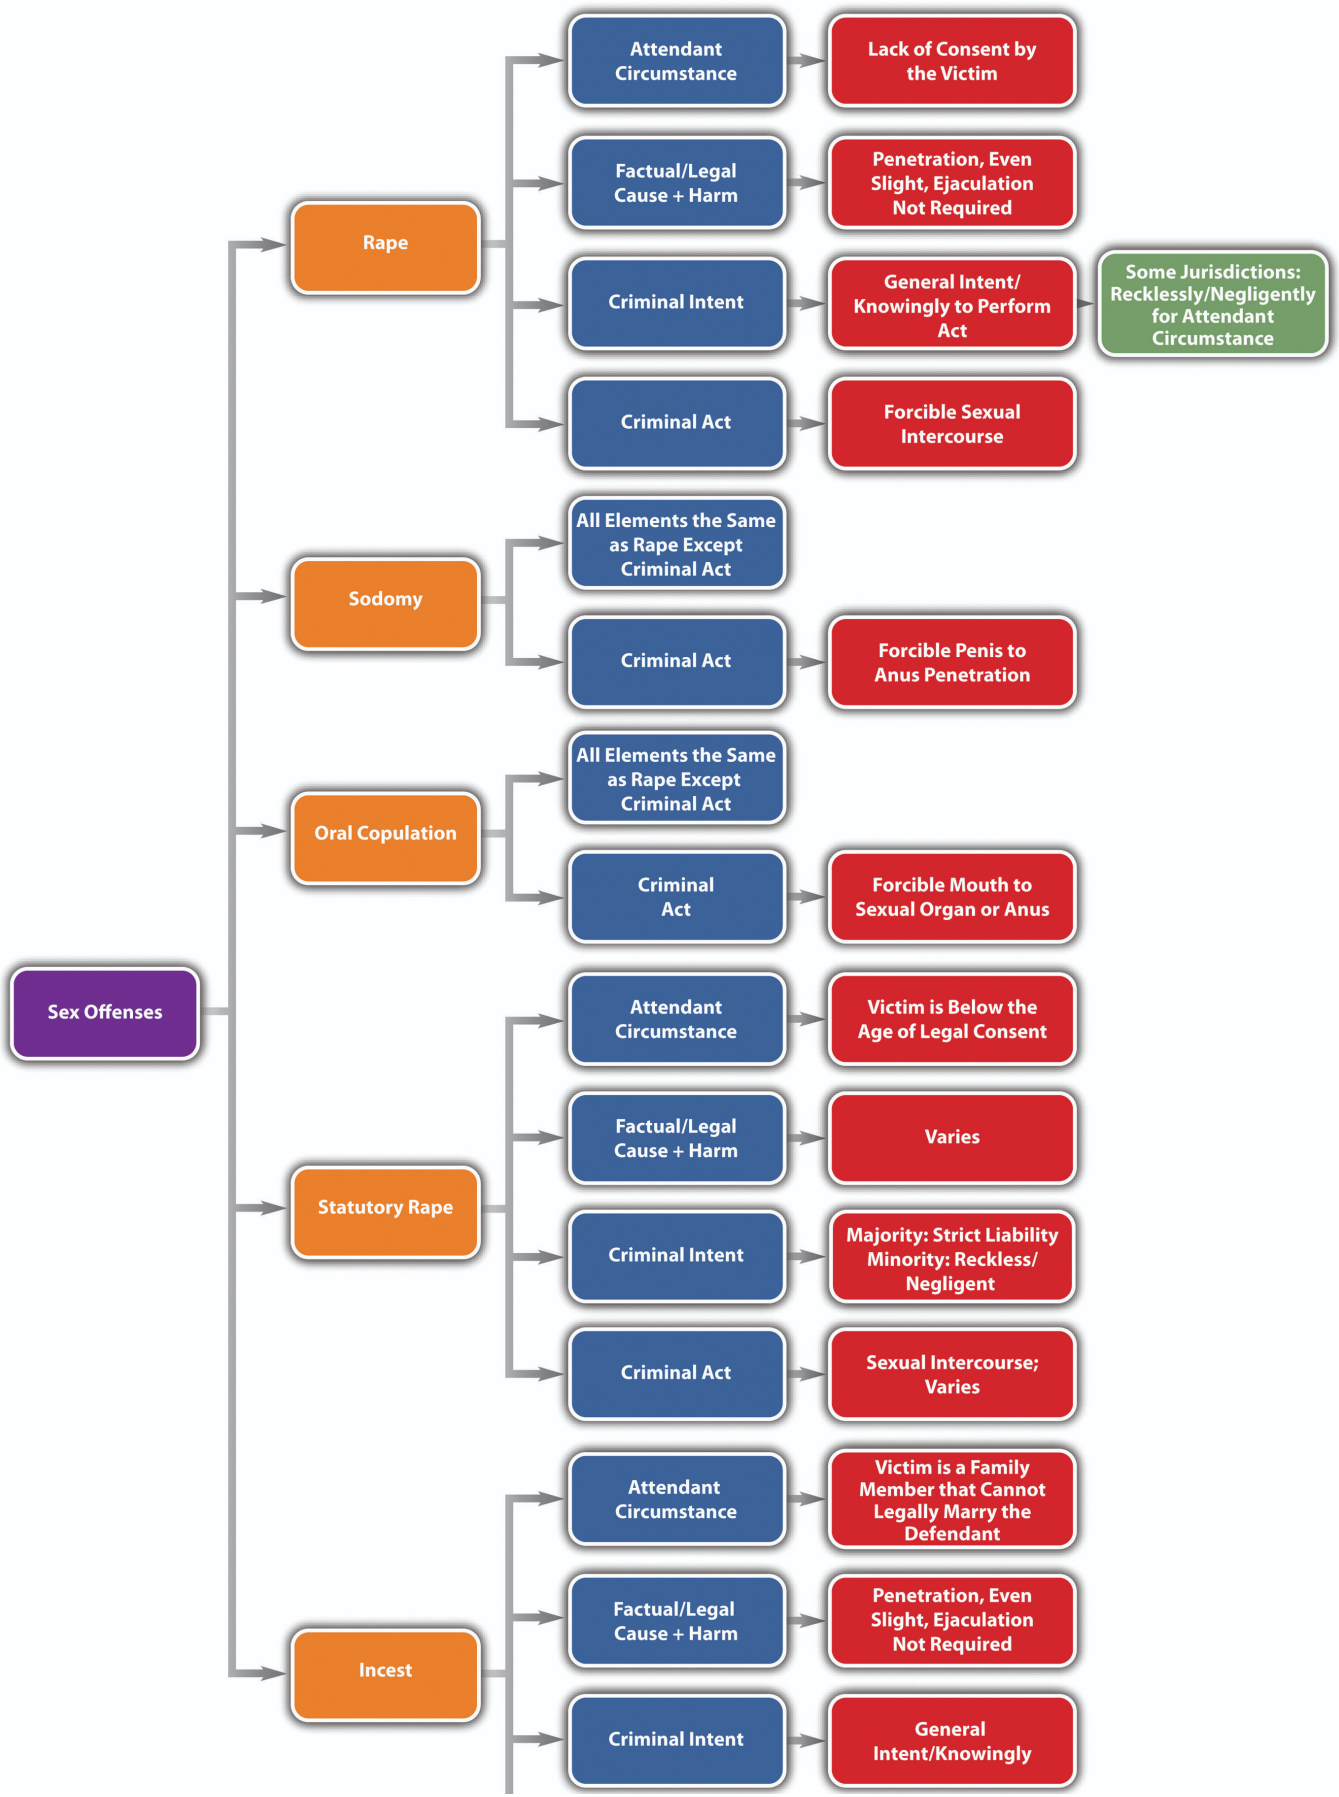 Attendant
Circumstance
Lack of Consent by
the Victim
Factual/Legal
Cause + Harm
Penetration, Even
Slight, Ejaculation
Not Required
Rape
Criminal Intent
General Intent/
Knowingly to Perform
Act
Some Jurisdictions:
Recklessly/Negligently
for Attendant
Circumstance
Criminal Act
Forcible Sexual
Intercourse
All Elements the Same
as Rape Except
Criminal Act
Sodomy
Criminal Act
Forcible Penis to
Anus Penetration
All Elements the Same
as Rape Except
Criminal Act
Oral Copulation
Criminal
Act
Forcible Mouth to
Sexual Organ or Anus
Sex Offenses
Attendant
Circumstance
Victim is Below the
Age of Legal Consent
Factual/Legal
Cause + Harm
Varies
Statutory Rape
Criminal Intent
Majority: Strict Liability
Minority: Reckless/
Negligent
Criminal Act
Sexual Intercourse;
Varies
Attendant
Circumstance
Victim is a Family
Member that Cannot
Legally Marry the
Defendant
Factual/Legal
Cause + Harm
Penetration, Even
Slight, Ejaculation
Not Required
Incest
Criminal Intent
General
Intent/Knowingly